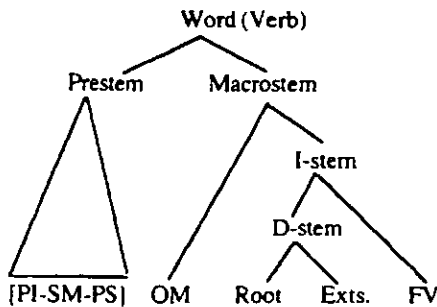 Word (Verb)
Prestem Macrostem
I-stem
D-stem
[PI-SM-PS] OM Root Exts. FV